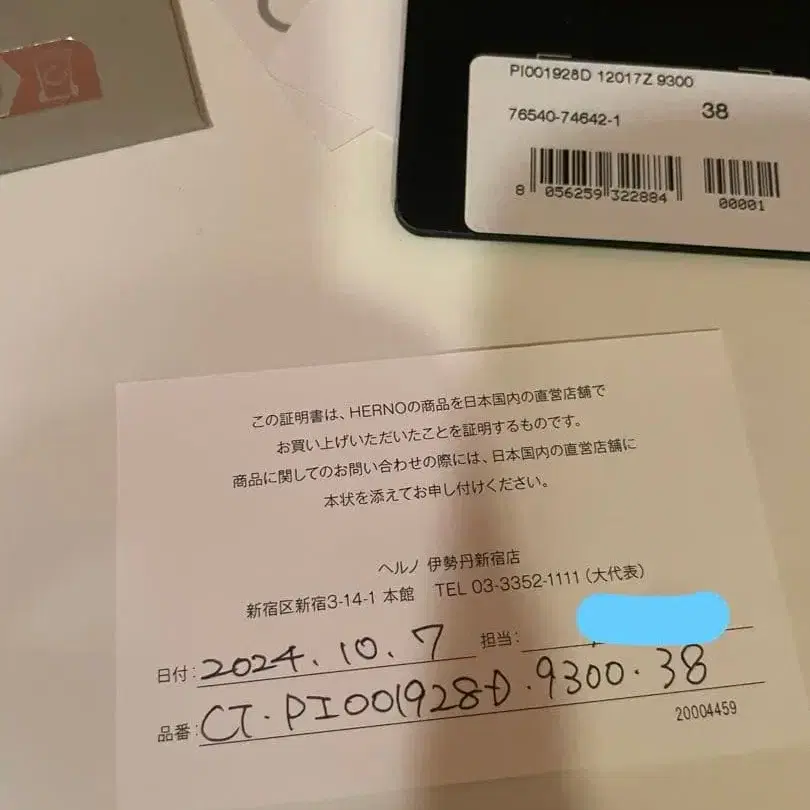 PI001928D 12017Z 9300
76540-74642-1
38
8 056259 322884
00001
この証明書は、HERNOの商品を日本国内の直営店舗で
お買い上げいただいたことを証明するものです。
商品に関してのお問い合わせの際には、日本国内の直営店舗に
本状を添えてお申し付けください。
ヘルノ 伊勢丹新宿店
新宿区新宿3-14-1 本館 TEL 03-3352-1111(大代表)
日付: 2024.10.7 担当:
品番: CT・PI001928D・9300・38
20004459